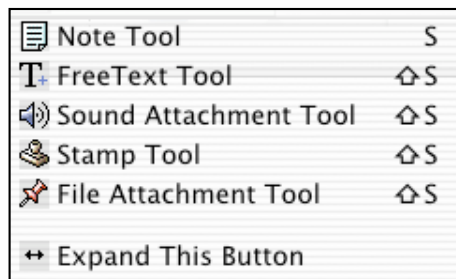 Note Tool S
FreeText Tool ⇧S
Sound Attachment Tool ⇧S
Stamp Tool ⇧S
File Attachment Tool ⇧S
Expand This Button